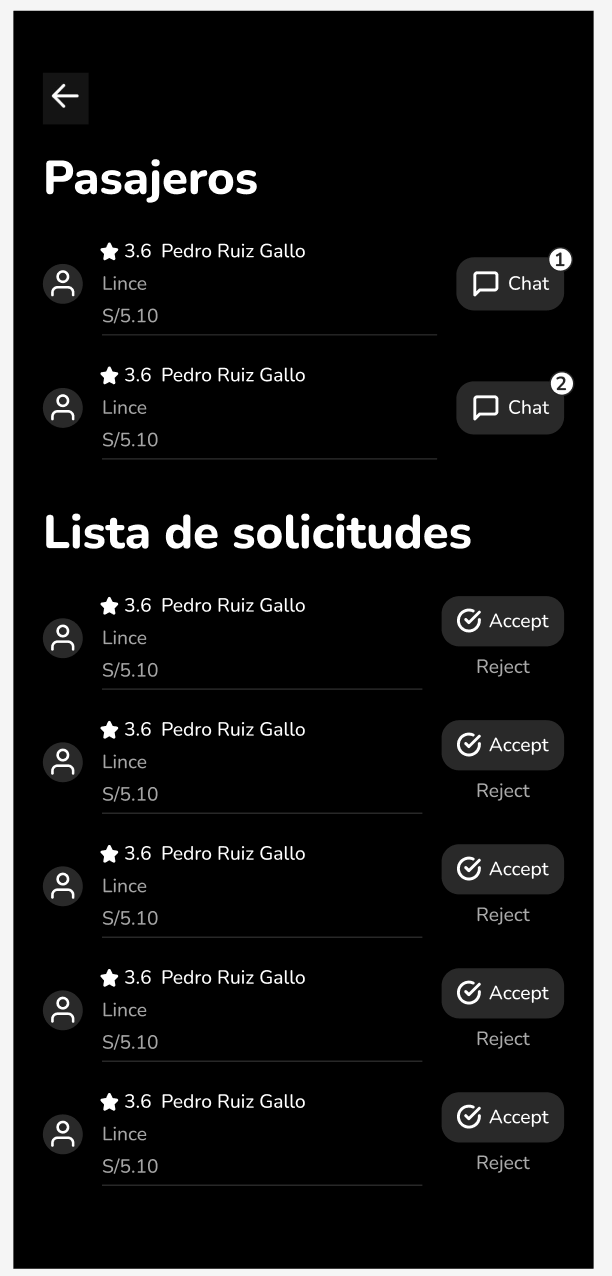 Pasajeros
3.6 Pedro Ruiz Gallo
Lince
S/5.10
1
Chat
3.6 Pedro Ruiz Gallo
Lince
S/5.10
2
Chat
Lista de solicitudes
3.6 Pedro Ruiz Gallo
Lince
S/5.10
Accept
Reject
3.6 Pedro Ruiz Gallo
Lince
S/5.10
Accept
Reject
3.6 Pedro Ruiz Gallo
Lince
S/5.10
Accept
Reject
3.6 Pedro Ruiz Gallo
Lince
S/5.10
Accept
Reject
3.6 Pedro Ruiz Gallo
Lince
S/5.10
Accept
Reject